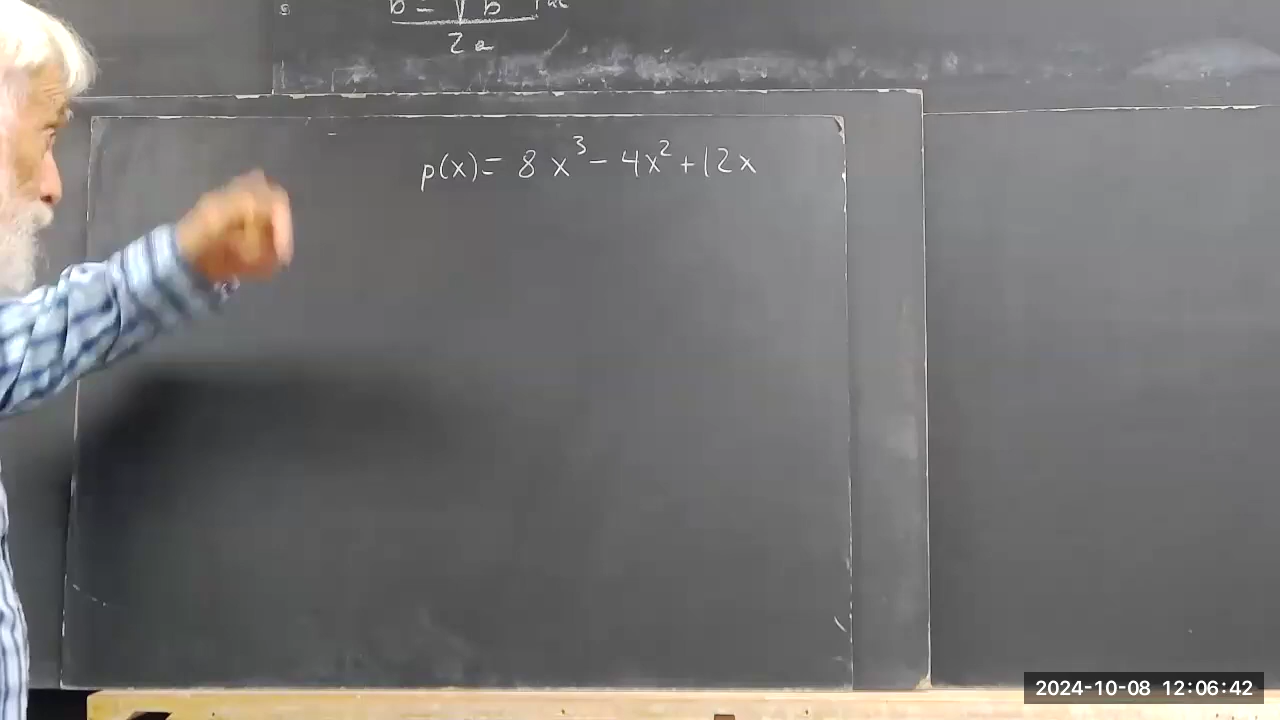 2a
p(x) = 8x³ - 4x² + 12x
2024-10-08 12:06:42